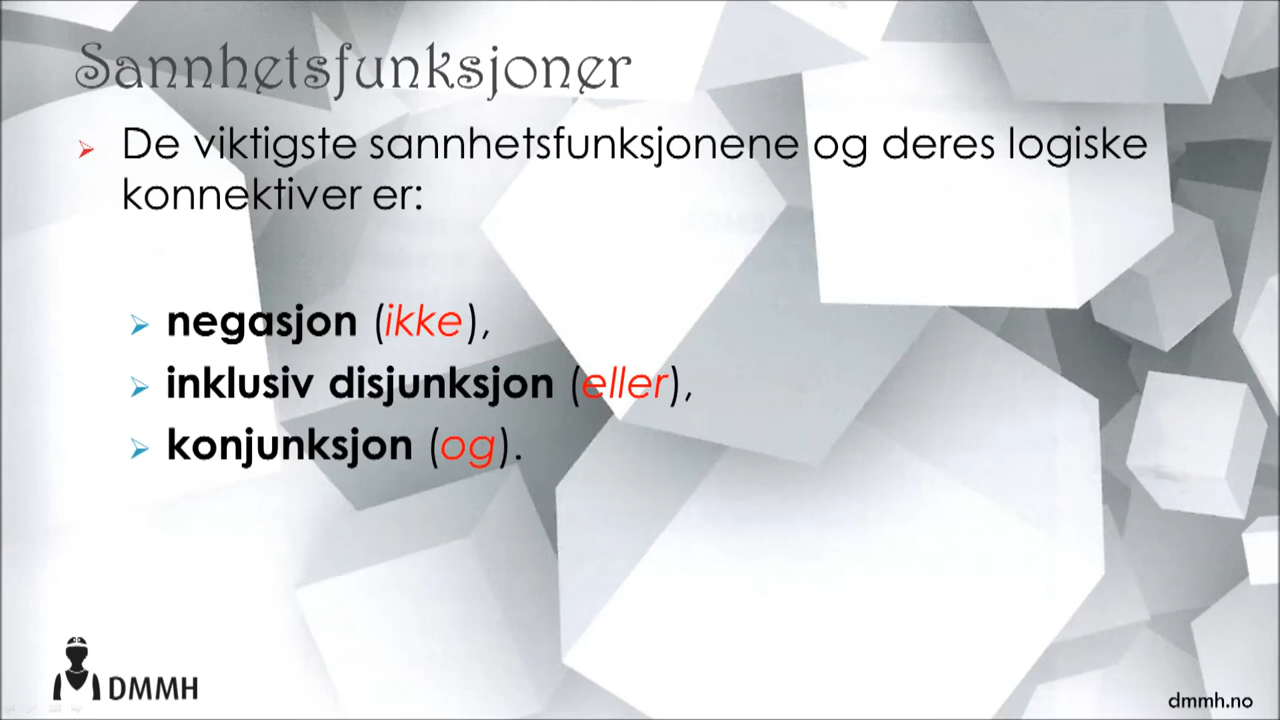 Sannhetsfunksjoner
De viktigste sannhetsfunksjonene og deres logiske
konnektiver er:
negasjon (ikke),
inklusiv disjunksjon (eller),
konjunksjon (og).
DMMH
dmmh.no